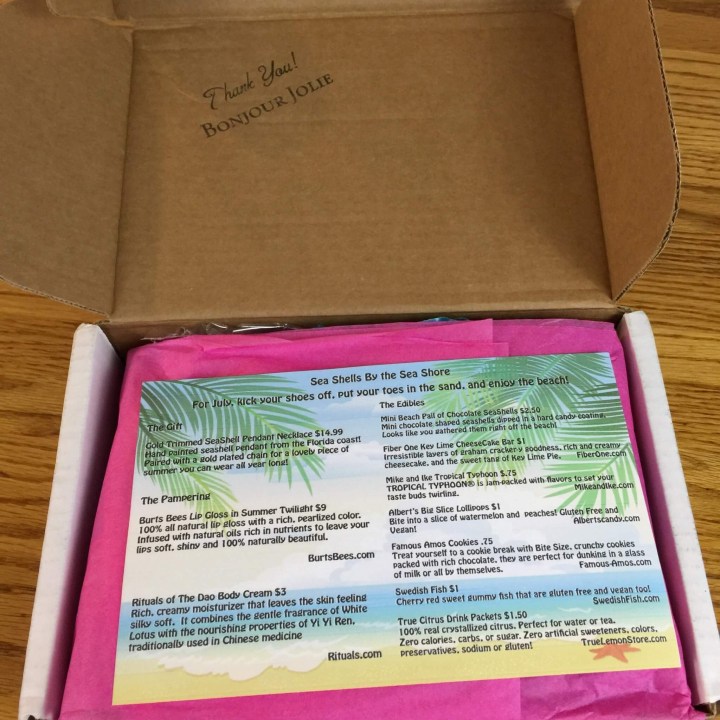 Thank You!
BONJOUR JOLIE
Sea Shells By the Sea Shore
For July, kick your shoes off, put your toes in the sand, and enjoy the beach!
The Gift
Gold Trimmed SeaShell Pendant Necklace $14.99
Hand painted seashell pendant from the Florida coast!
Paired with a gold plated chain for a lovely piece of
summer you can wear all year long!
The Pampering
Burts Bees Lip Gloss in Summer Twilight $9
100% all natural lip gloss with a rich, pearlized color.
Infused with natural oils rich in nutrients to leave your
lips soft, shiny and 100% naturally beautiful.
BurtsBees.com
Rituals of The Dao Body Cream $3
Rich, creamy moisturizer that leaves the skin feeling
silky soft. It combines the gentle fragrance of White
Lotus with the nourishing properties of Yi Yi Ren,
traditionally used in Chinese medicine
Rituals.com
The Edibles
Mini Beach Pail of Chocolate SeaShells $2.50
Mini chocolate shaped seashells dipped in a hard candy coating.
Looks like you gathered them right off the beach!
Fiber One Key Lime CheeseCake Bar $1
Irresistible layers of graham crackery goodness, rich and creamy
cheesecake, and the sweet tang of Key Lime Pie. FiberOne.com
Mike and Ike Tropical Typhoon $.75
TROPICAL TYPHOON® is jam-packed with flavors to set your
taste buds twirling. MikeandIke.com
Albert's Big Slice Lollipops $1
Bite into a slice of watermelon and peaches! Gluten Free and
Vegan! Albertscandy.com
Famous Amos Cookies .75
Treat yourself to a cookie break with Bite Size, crunchy cookies
packed with rich chocolate. they are perfect for dunking in a glass
of milk or all by themselves. Famous-Amos.com
Swedish Fish $1
Cherry red sweet gummy fish that are gluten free and vegan too!
SwedishFish.com
True Citrus Drink Packets $1.50
100% real crystallized citrus. Perfect for water or tea.
Zero calories, carbs, or sugar. Zero artificial sweeteners, colors,
preservatives, sodium or gluten! TrueLemonStore.com